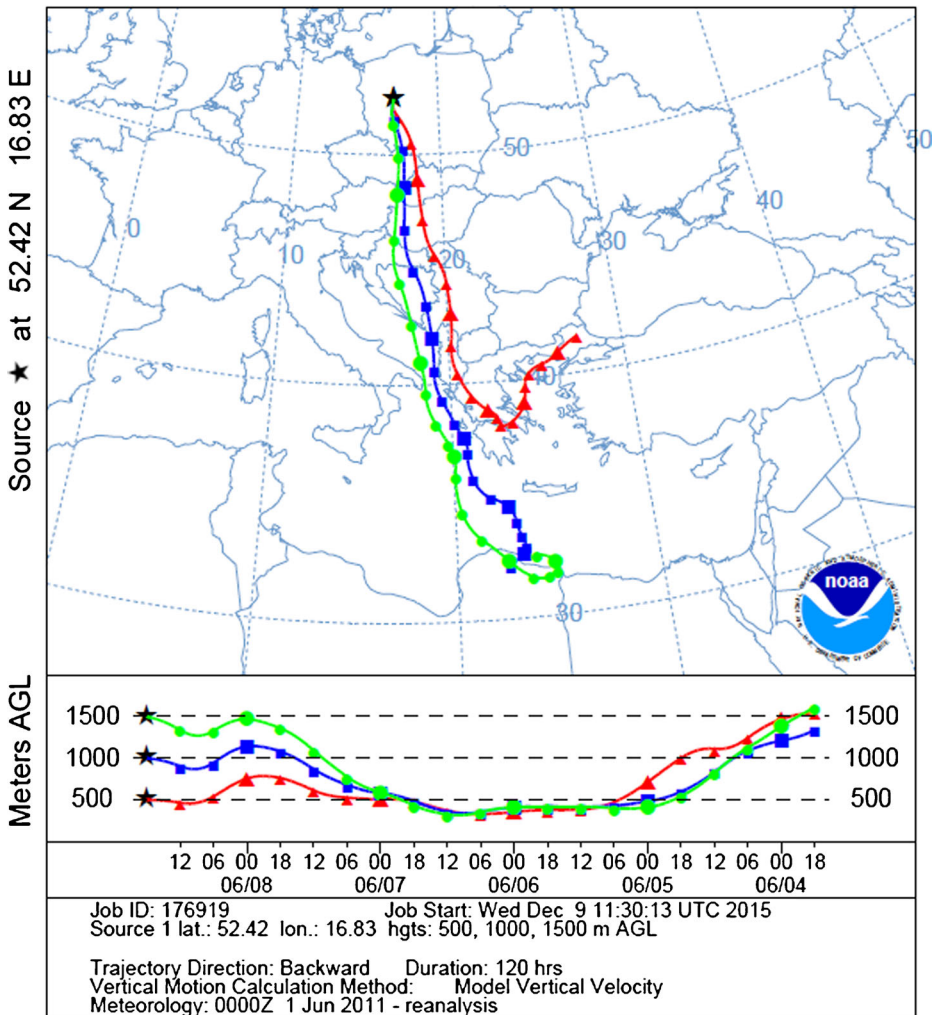 Source ★ at 52.42 N 16.83 E
50
50
40
0
30
10
20
40
30
noaa
Meters AGL
1500 1500
1000 1000
500 500
12 06 00 18 12 06 00 18 12 06 00 18 12 06 00 18 12 06 00 18
06/08 06/07 06/06 06/05 06/04
Job ID: 176919 Job Start: Wed Dec 9 11:30:13 UTC 2015
Source 1 lat.: 52.42 lon.: 16.83 hgts: 500, 1000, 1500 m AGL
Trajectory Direction: Backward Duration: 120 hrs
Vertical Motion Calculation Method: Model Vertical Velocity
Meteorology: 0000Z 1 Jun 2011 - reanalysis